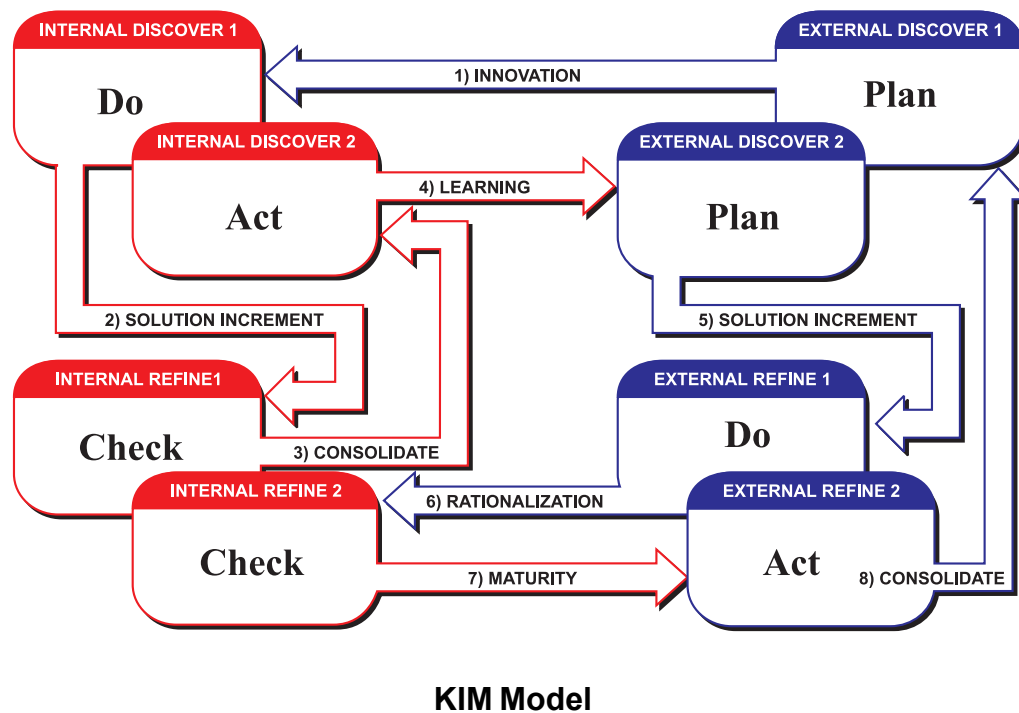 INTERNAL DISCOVER 1
EXTERNAL DISCOVER 1
1) INNOVATION
Do
Plan
INTERNAL DISCOVER 2
EXTERNAL DISCOVER 2
4) LEARNING
Act
Plan
2) SOLUTION INCREMENT
5) SOLUTION INCREMENT
INTERNAL REFINE1
EXTERNAL REFINE 1
Check
Do
3) CONSOLIDATE
INTERNAL REFINE 2
EXTERNAL REFINE 2
6) RATIONALIZATION
Check
Act
7) MATURITY
8) CONSOLIDATE
KIM Model